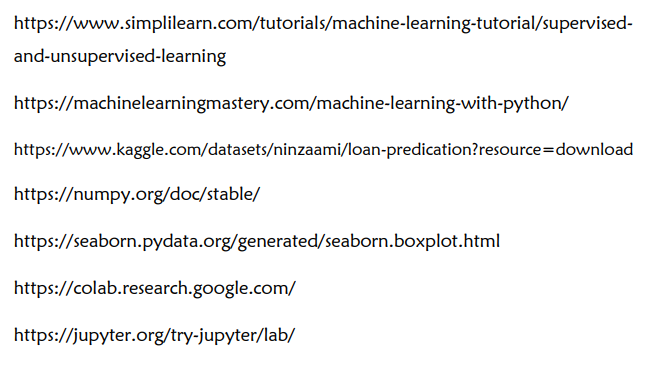 https://www.simplilearn.com/tutorials/machine-learning-tutorial/supervised-
and-unsupervised-learning
https://machinelearningmastery.com/machine-learning-with-python/
https://www.kaggle.com/datasets/ninzaami/loan-predication?resource=download
https://numpy.org/doc/stable/
https://seaborn.pydata.org/generated/seaborn.boxplot.html
https://colab.research.google.com/
https://jupyter.org/try-jupyter/lab/